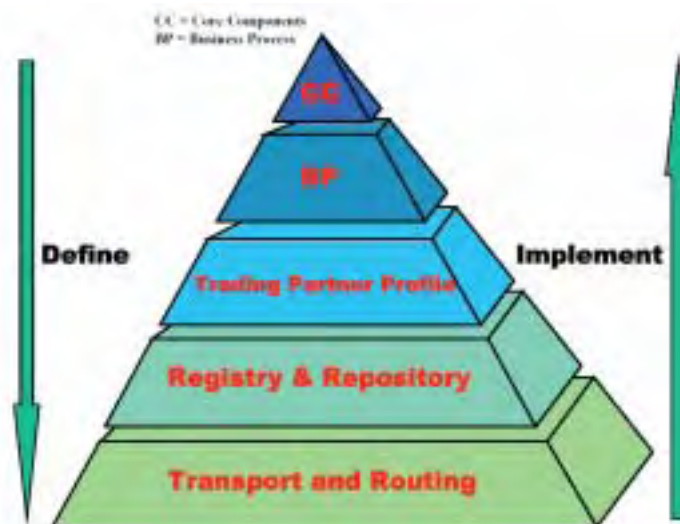 CC = Core Components
BP = Business Process
CC
BP
Define
Implement
Trading Partner Profile
Registry & Repository
Transport and Routing